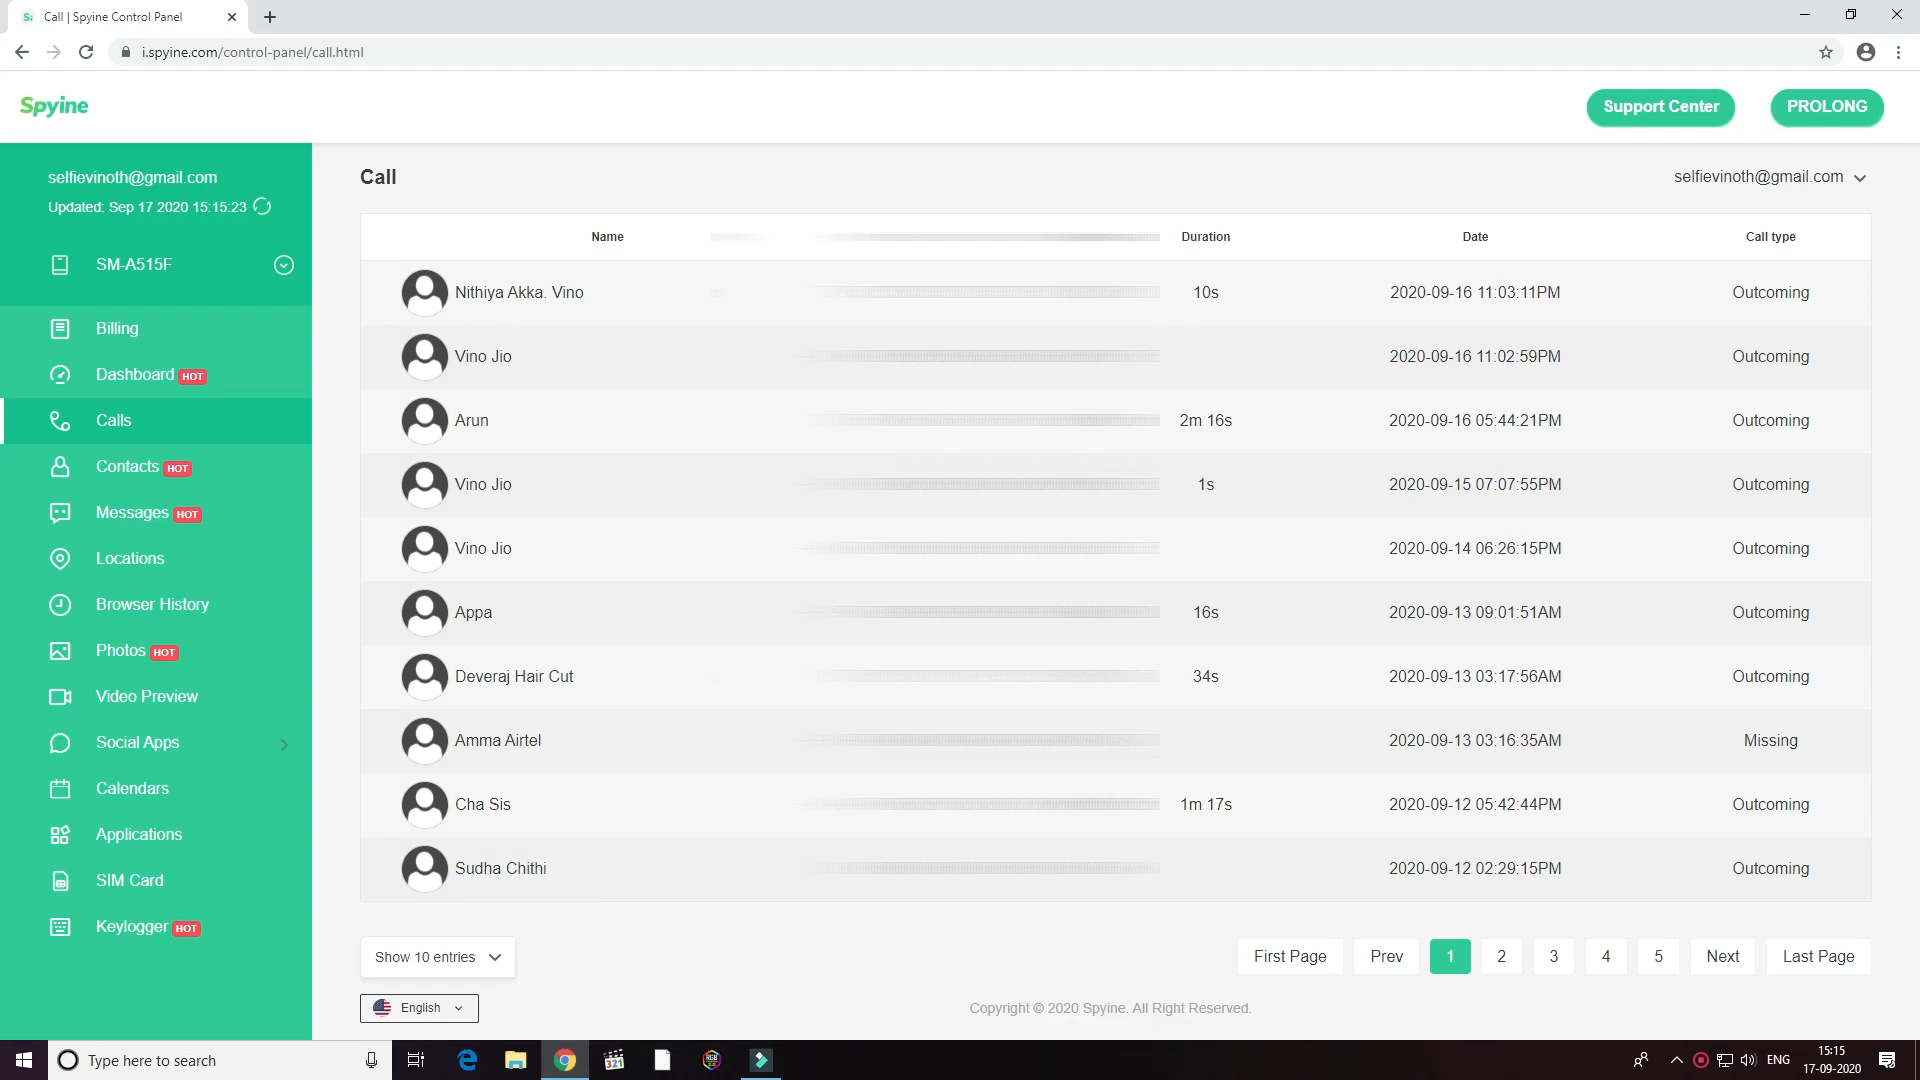 Call | Spyine Control Panel
i.spyine.com/control-panel/call.html
Spyine
Support Center
PROLONG
selfievinoth@gmail.com
Updated: Sep 17 2020 15:15:23
SM-A515F
Billing
Dashboard HOT
Calls
Contacts HOT
Messages HOT
Locations
Browser History
Photos HOT
Video Preview
Social Apps
Calendars
Applications
SIM Card
Keylogger HOT
Call
selfievinoth@gmail.com
Name Duration Date Call type
Nithiya Akka. Vino 10s 2020-09-16 11:03:11PM Outcoming
Vino Jio 2020-09-16 11:02:59PM Outcoming
Arun 2m 16s 2020-09-16 05:44:21PM Outcoming
Vino Jio 1s 2020-09-15 07:07:55PM Outcoming
Vino Jio 2020-09-14 06:26:15PM Outcoming
Appa 16s 2020-09-13 09:01:51AM Outcoming
Deveraj Hair Cut 34s 2020-09-13 03:17:56AM Outcoming
Amma Airtel 2020-09-13 03:16:35AM Missing
Cha Sis 1m 17s 2020-09-12 05:42:44PM Outcoming
Sudha Chithi 2020-09-12 02:29:15PM Outcoming
Show 10 entries
First Page Prev 1 2 3 4 5 Next Last Page
English
Copyright © 2020 Spyine. All Right Reserved.
Type here to search
321
ENG
15:15
17-09-2020